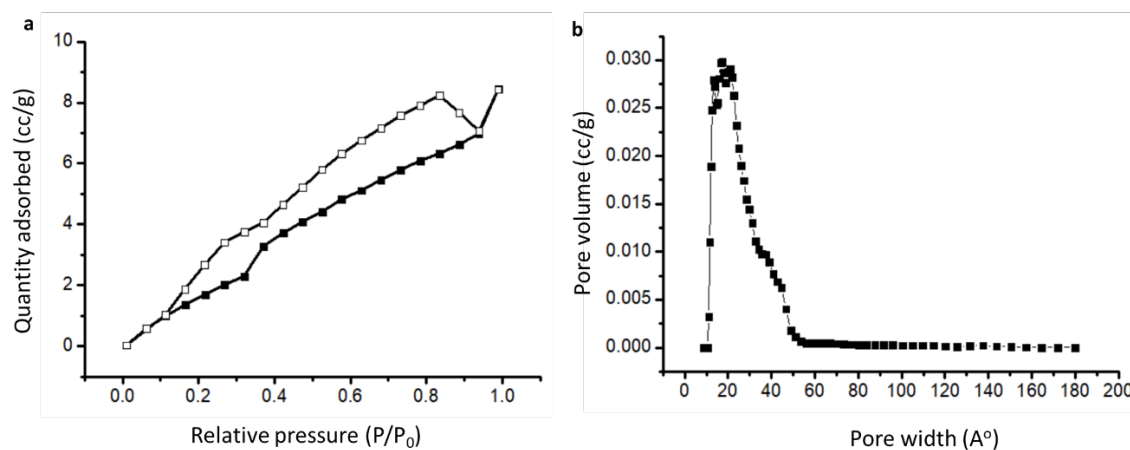 a
10
8
6
4
2
0
Quantity adsorbed (cc/g)
0.0 0.2 0.4 0.6 0.8 1.0
Relative pressure (P/P₀)
b
0.030
0.025
0.020
0.015
0.010
0.005
0.000
Pore volume (cc/g)
0 20 40 60 80 100 120 140 160 180 200
Pore width (Aᵒ)